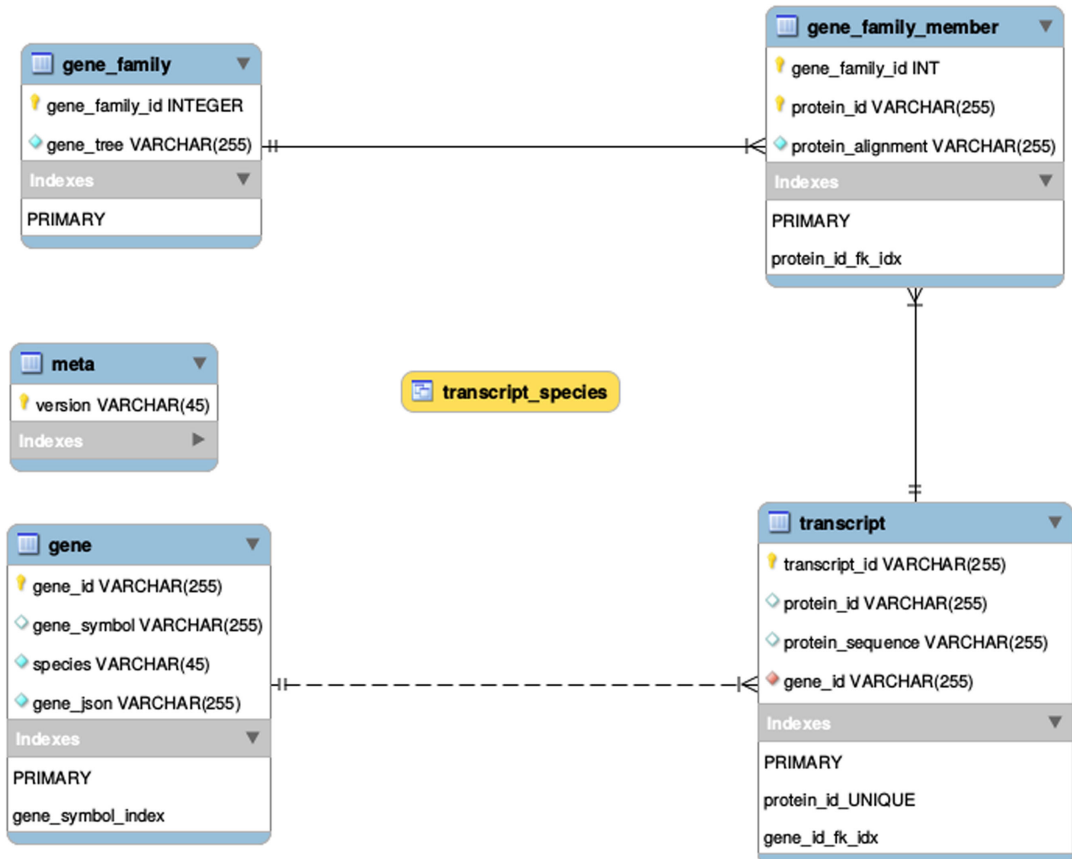 gene_family
gene_family_id INTEGER
gene_tree VARCHAR(255)
Indexes
PRIMARY
gene_family_member
gene_family_id INT
protein_id VARCHAR(255)
protein_alignment VARCHAR(255)
Indexes
PRIMARY
protein_id_fk_idx
meta
version VARCHAR(45)
Indexes
transcript_species
gene
gene_id VARCHAR(255)
gene_symbol VARCHAR(255)
species VARCHAR(45)
gene_json VARCHAR(255)
Indexes
PRIMARY
gene_symbol_index
transcript
transcript_id VARCHAR(255)
protein_id VARCHAR(255)
protein_sequence VARCHAR(255)
gene_id VARCHAR(255)
Indexes
PRIMARY
protein_id_UNIQUE
gene_id_fk_idx